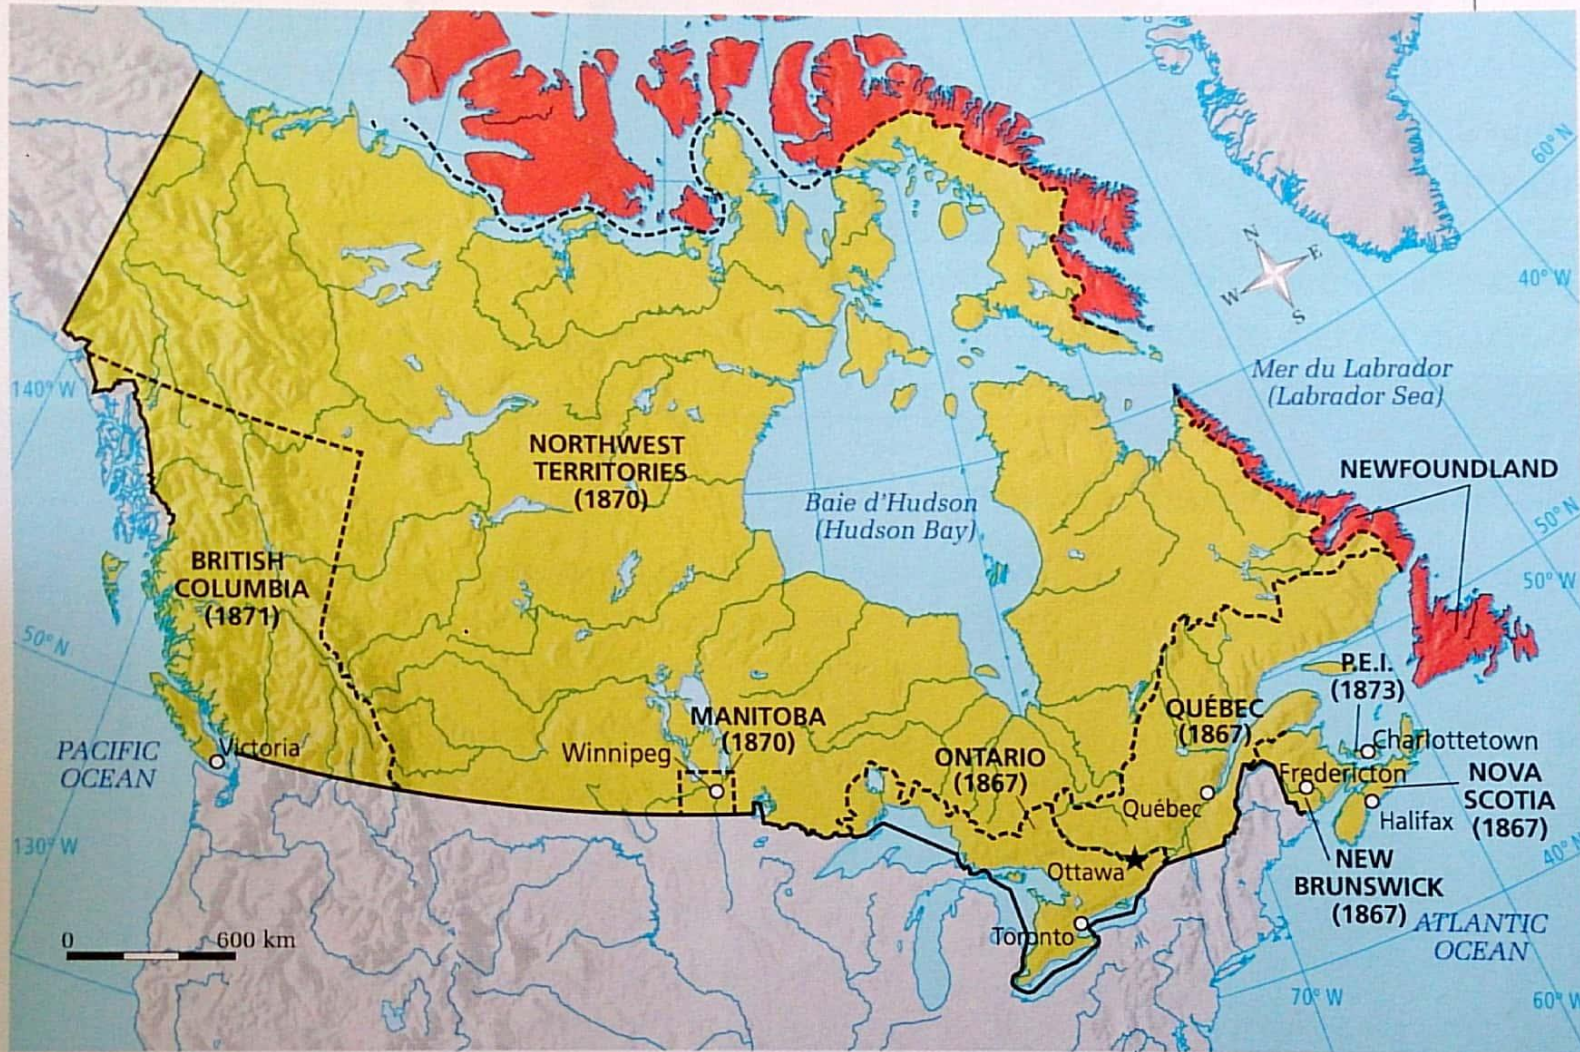 60° N
40° W
N
E
W
S
Mer du Labrador
(Labrador Sea)
140° W
NORTHWEST
TERRITORIES
(1870)
NEWFOUNDLAND
Baie d'Hudson
(Hudson Bay)
50° N
50° W
BRITISH
COLUMBIA
(1871)
50° N
P.E.I.
(1873)
QUÉBEC
(1867)
MANITOBA
(1870)
PACIFIC
OCEAN
Victoria
Winnipeg
ONTARIO
(1867)
Charlottetown
Fredericton
NOVA
SCOTIA
(1867)
Québec
Halifax
130° W
40° N
Ottawa
NEW
BRUNSWICK
(1867)
ATLANTIC
OCEAN
Toronto
0 600 km
70° W
60° W